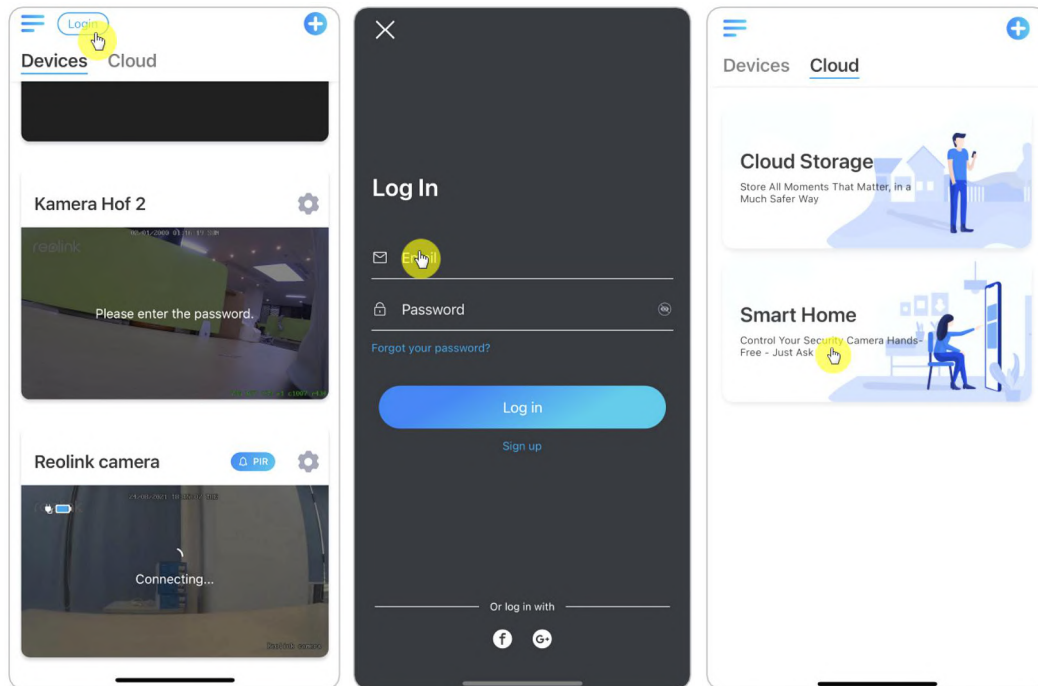 Login
Devices Cloud
Kamera Hof 2
reolink
Please enter the password.
Reolink camera
PIR
Connecting...
Reolink camera
Log In
Email
Password
Forgot your password?
Log in
Sign up
Or log in with
f G+
Devices Cloud
Cloud Storage
Store All Moments That Matter, in a
Much Safer Way
Smart Home
Control Your Security Camera Hands-
Free - Just Ask